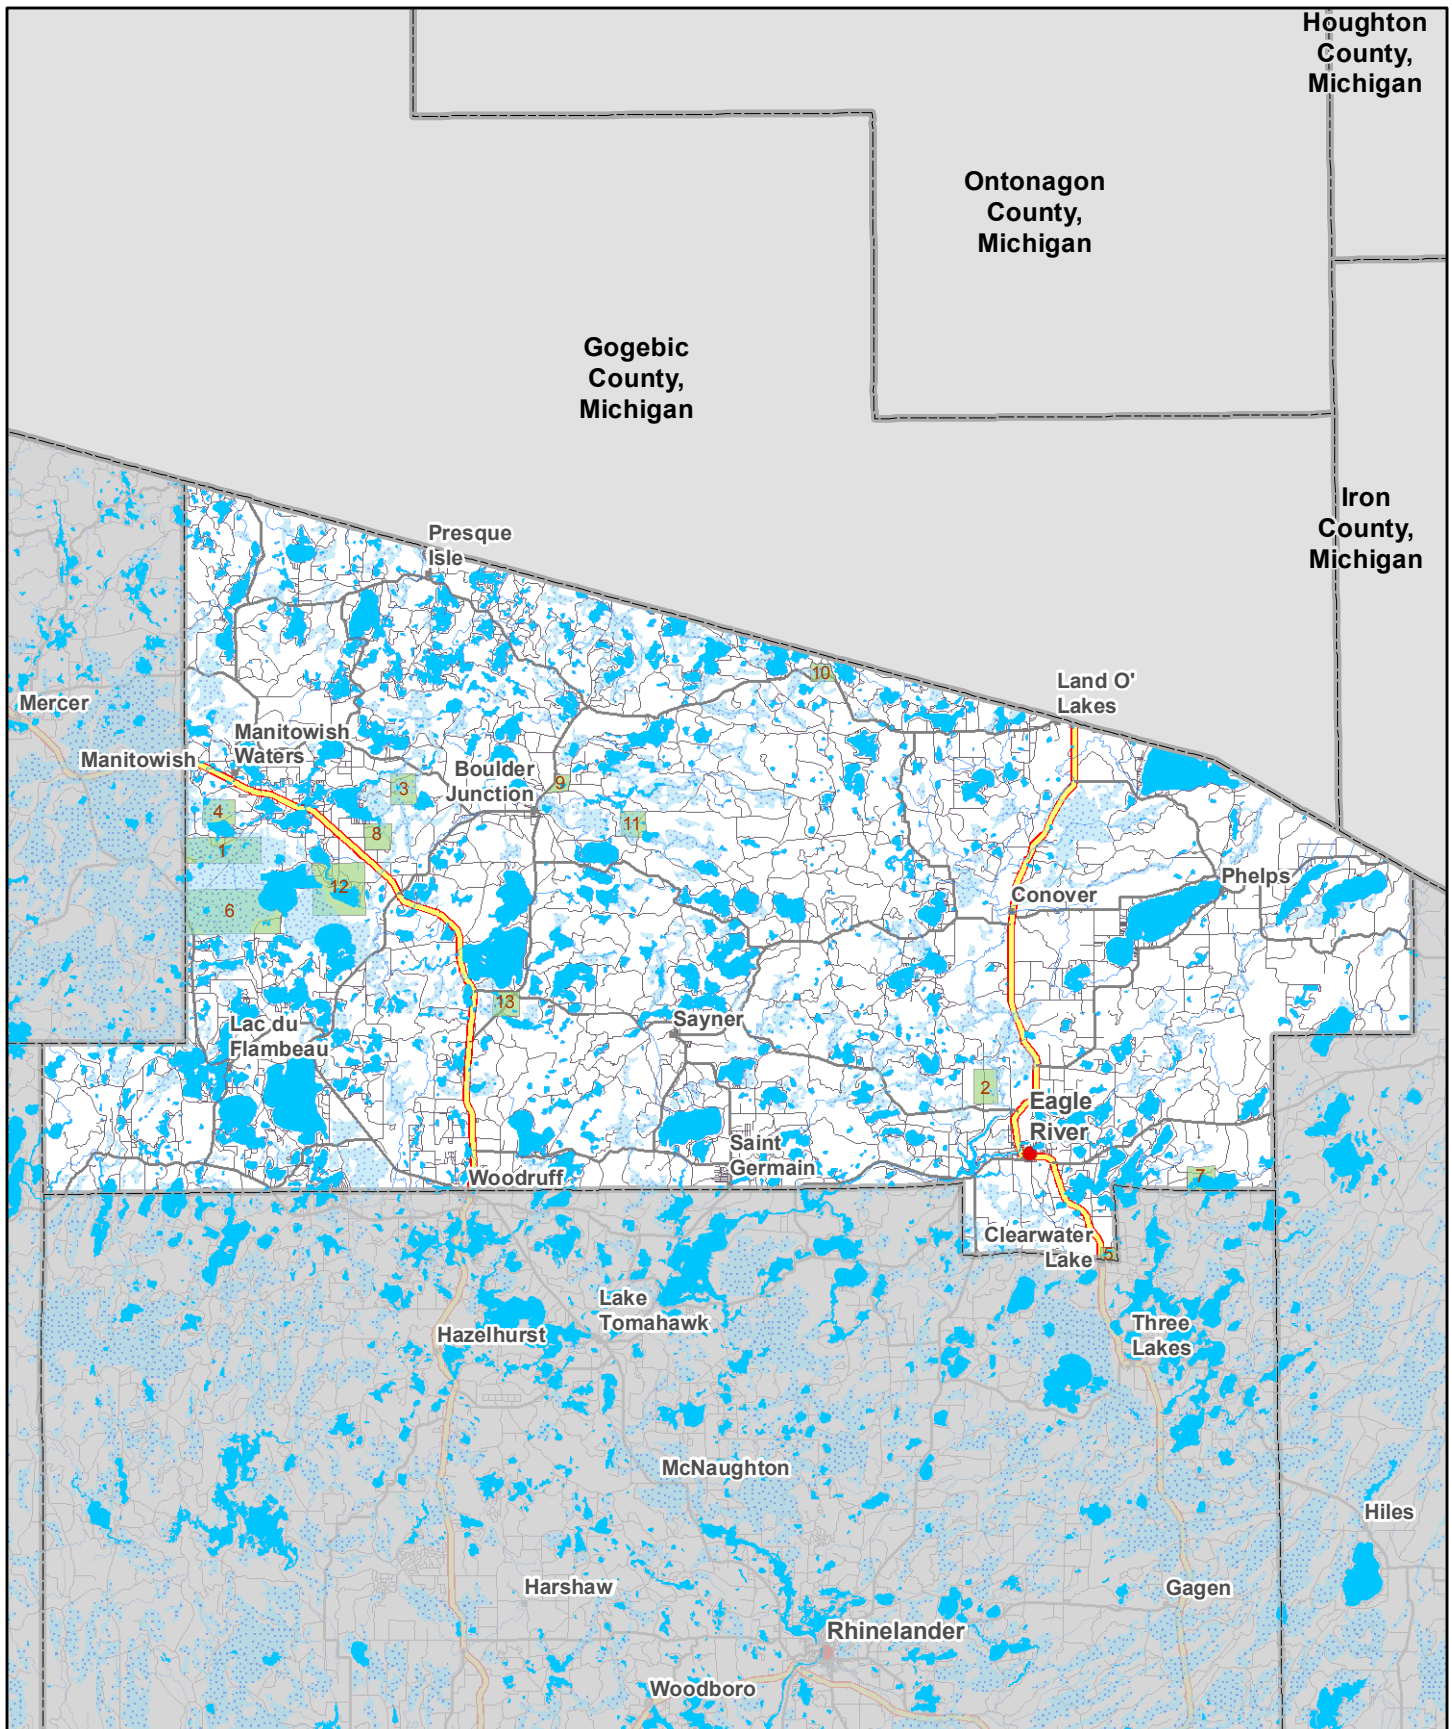 Houghton
County,
Michigan
Ontonagon
County,
Michigan
Gogebic
County,
Michigan
Iron
County,
Michigan
Presque
Isle
10
Land O'
Lakes
Mercer
Manitowish
Waters
Manitowish
Boulder
Junction
9
3
4
11
8
1
12
6
Phelps
Conover
13
Sayner
Lac du
Flambeau
2
Eagle
River
Saint
Germain
Woodruff
7
Clearwater
Lake
5
Lake
Tomahawk
Hazelhurst
Three
Lakes
McNaughton
Hiles
Harshaw
Gagen
Rhinelander
Woodboro